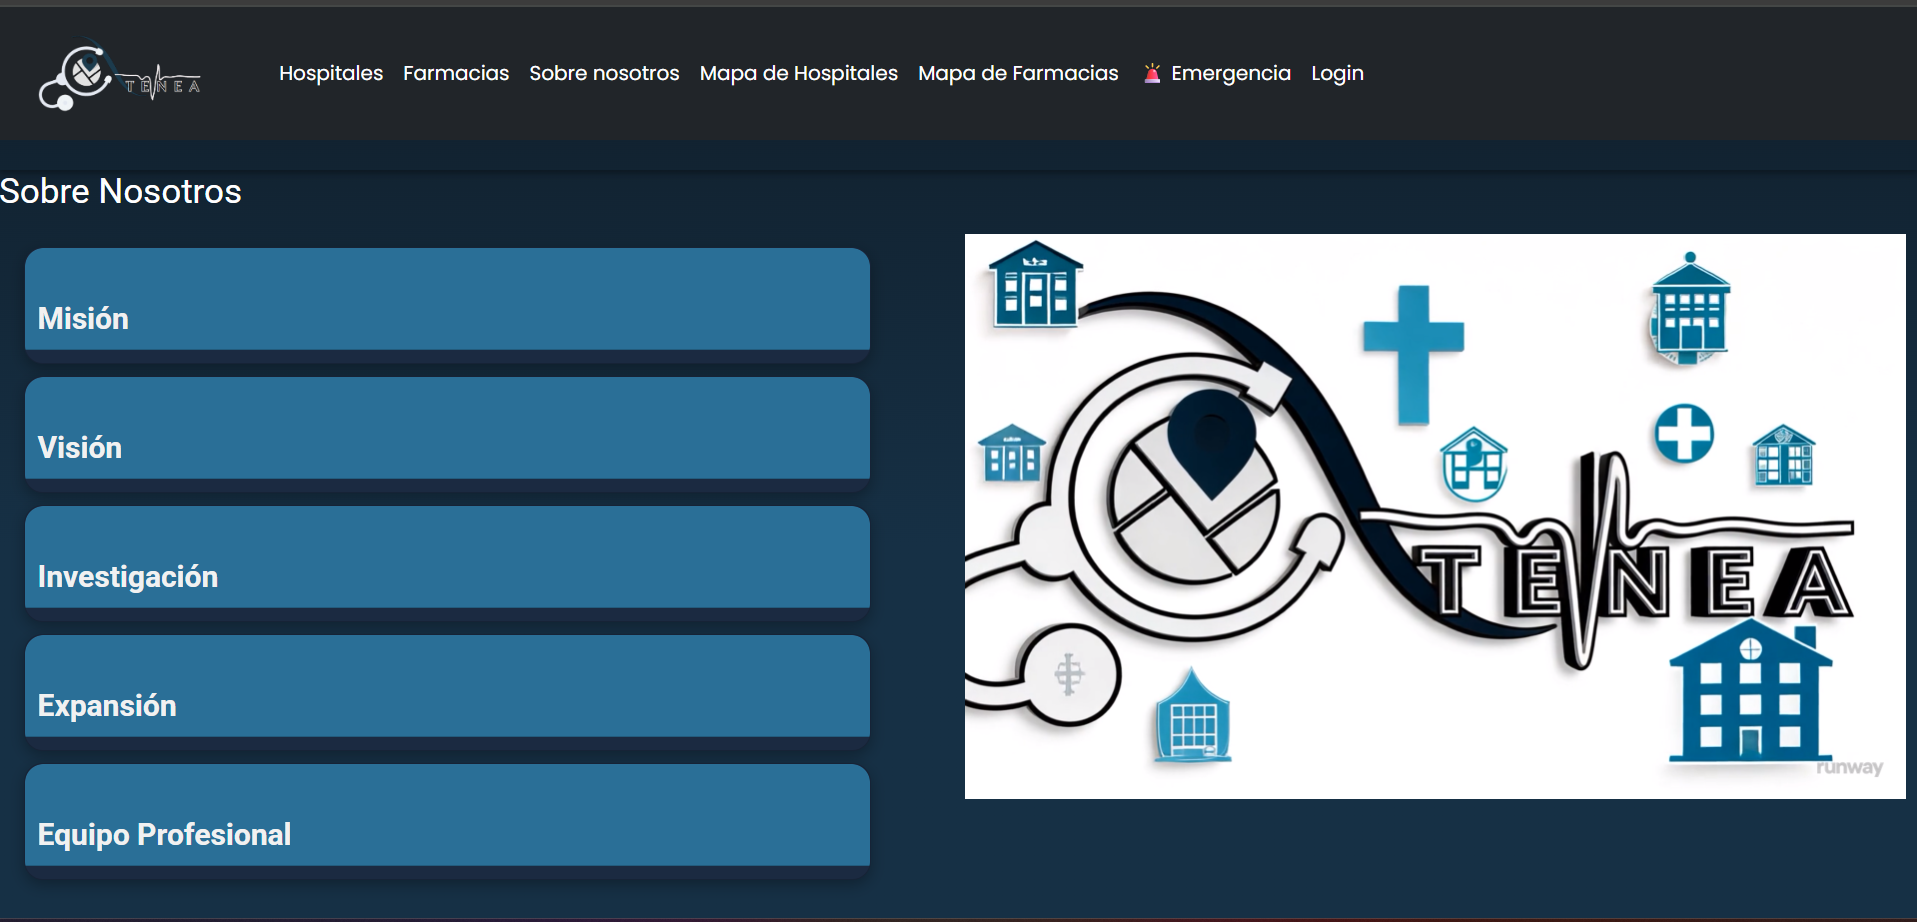 TENEA
Hospitales Farmacias Sobre nosotros Mapa de Hospitales Mapa de Farmacias 🚨 Emergencia Login
Sobre Nosotros
Misión
Visión
Investigación
Expansión
Equipo Profesional
TENEA
runway